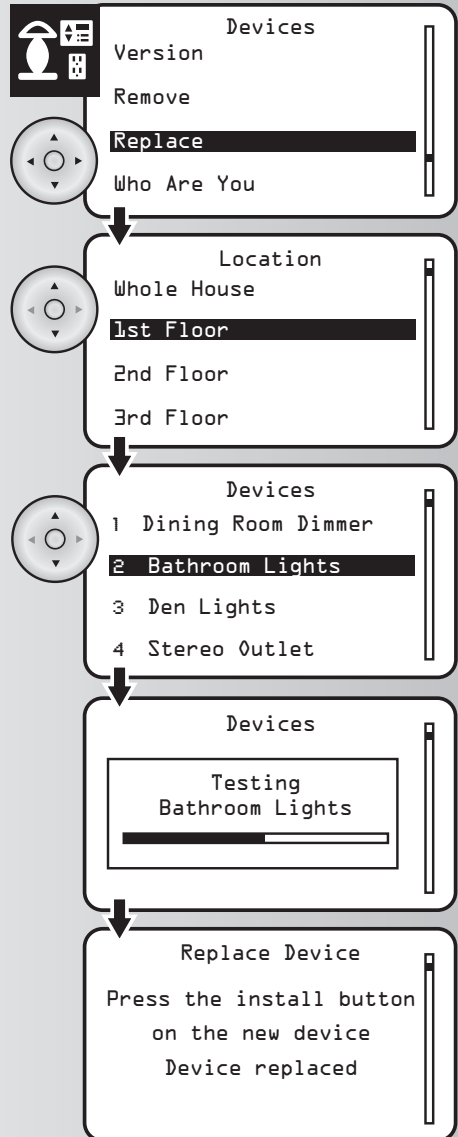 Devices
Version
Remove
Replace
Who Are You
Location
Whole House
1st Floor
2nd Floor
3rd Floor
Devices
1 Dining Room Dimmer
2 Bathroom Lights
3 Den Lights
4 Stereo Outlet
Devices
Testing
Bathroom Lights
Replace Device
Press the install button
on the new device
Device replaced